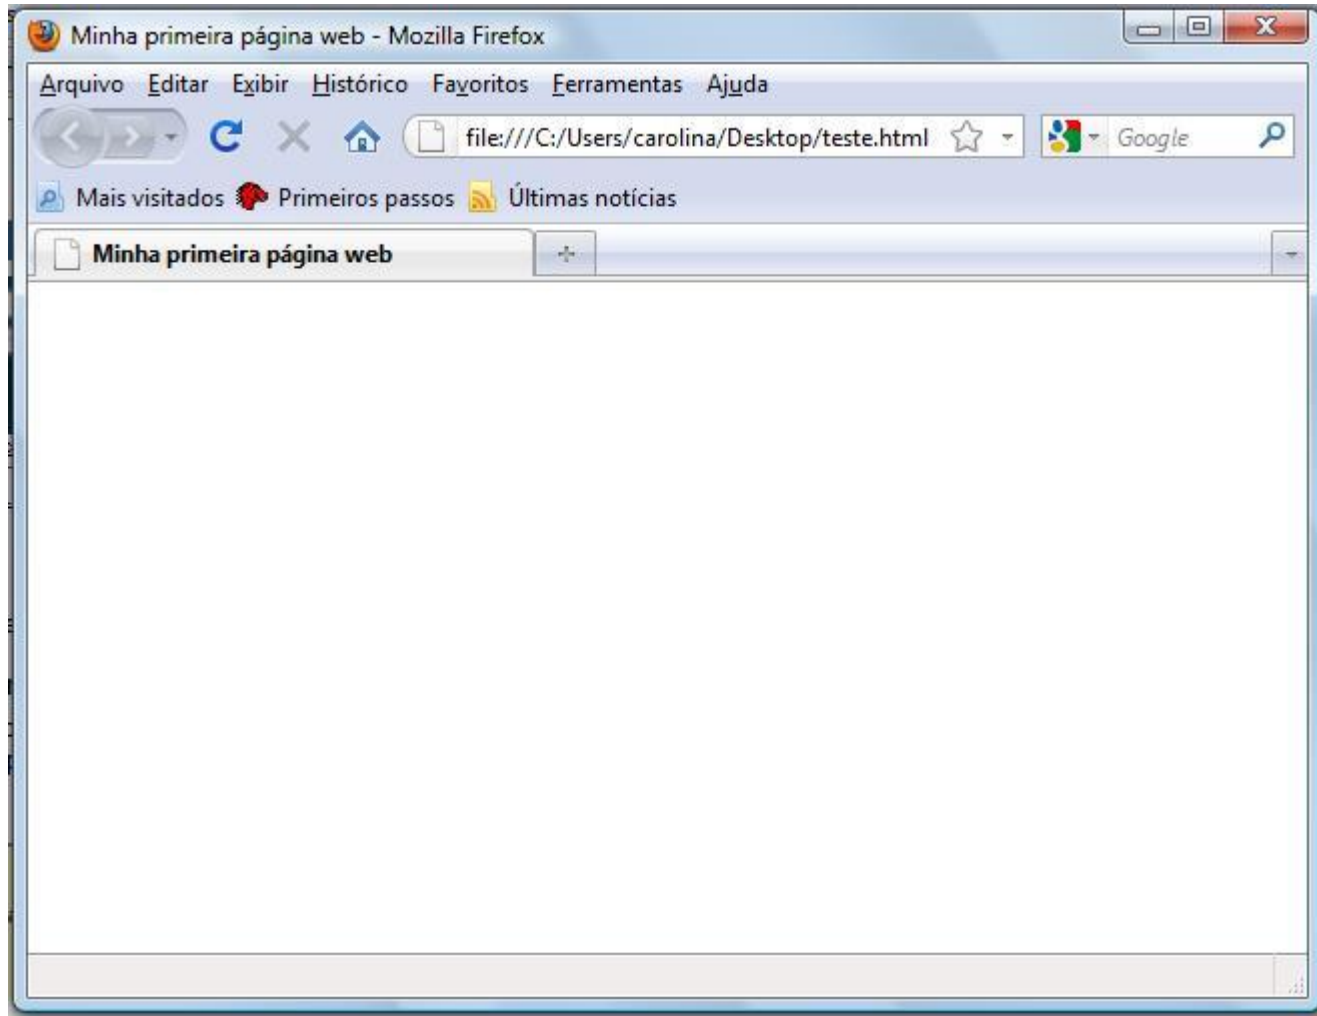 Minha primeira página web - Mozilla Firefox
Arquivo Editar Exibir Histórico Favoritos Ferramentas Ajuda
file:///C:/Users/carolina/Desktop/teste.html Google
Mais visitados Primeiros passos Últimas notícias
Minha primeira página web